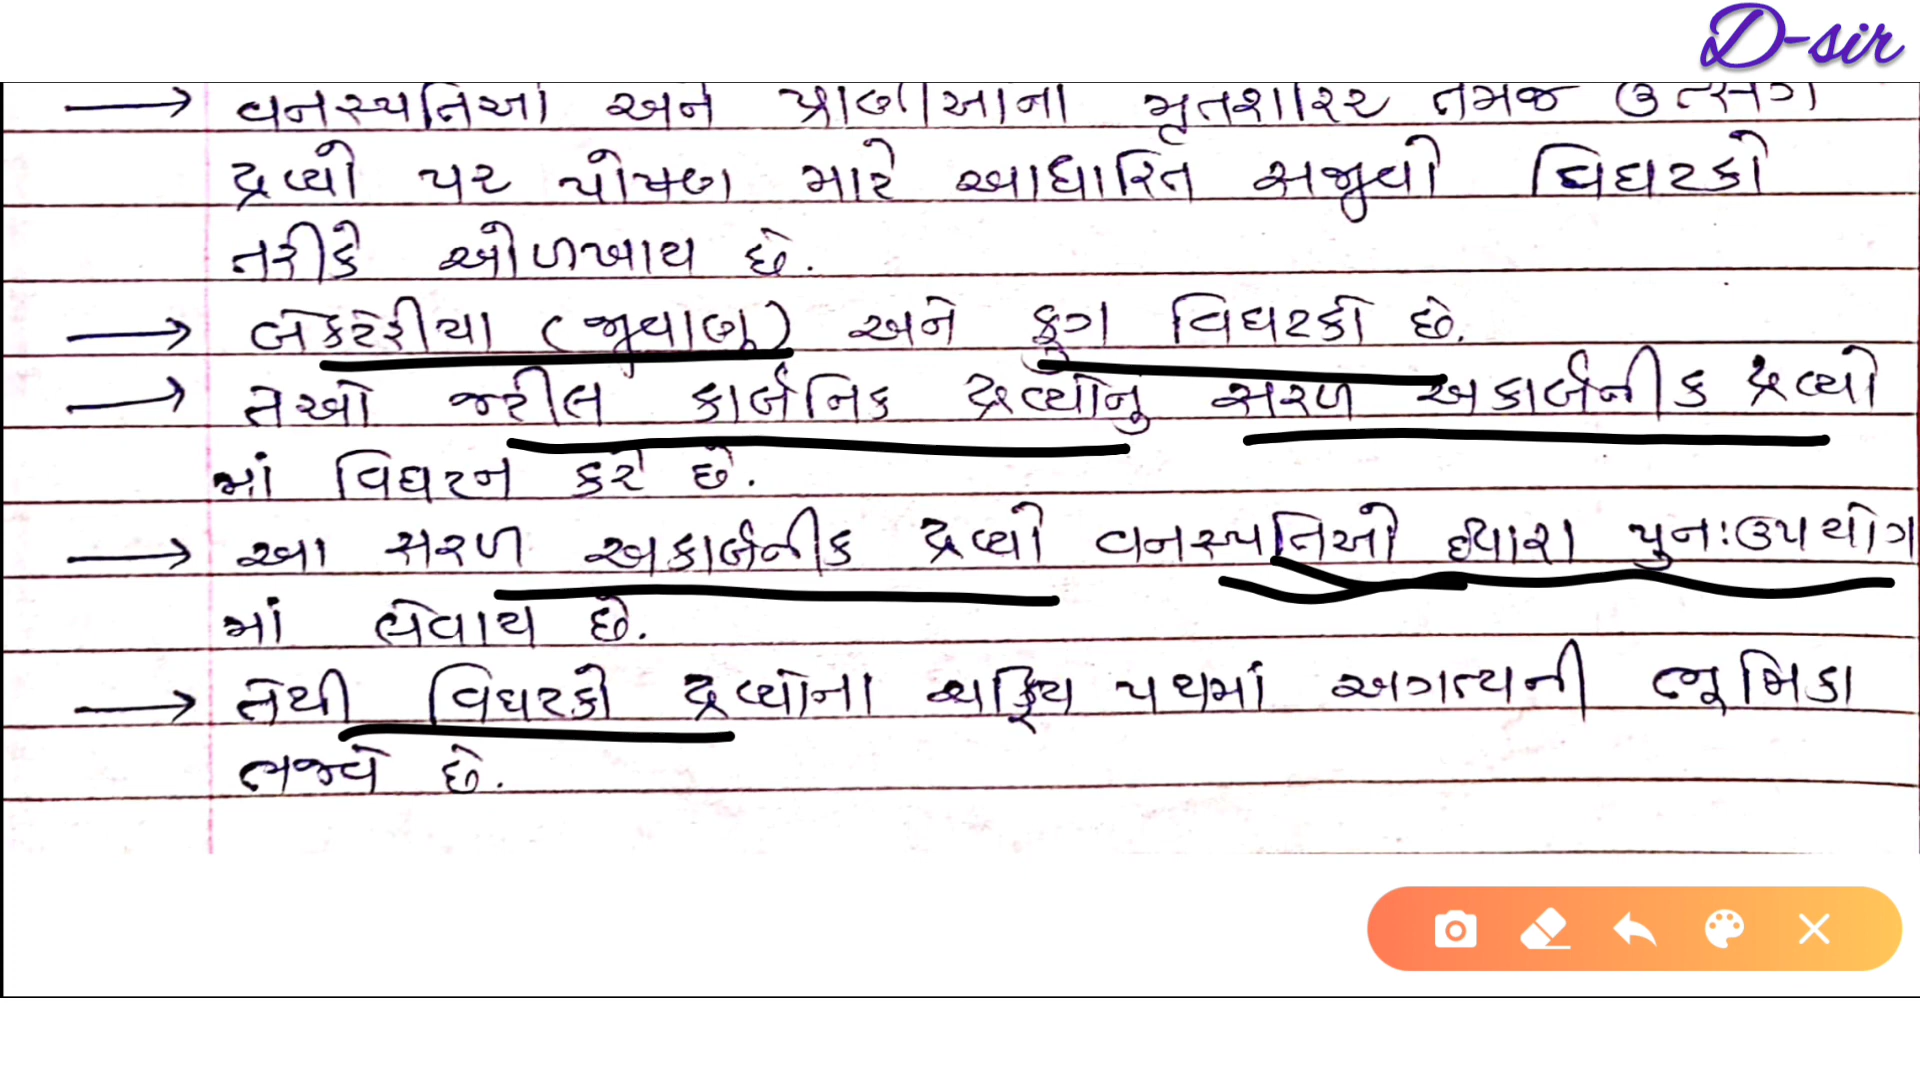 D-sir
→ વનસ્પતિઓ અને પ્રાણીઓના મૃતશરિર તેમજ ઉત્સર્ગ
દ્રવ્યો પર પોષણ માટે આધારિત સજીવો વિઘટકો
તરીકે ઓળખાય છે.
→ બેક્ટેરીયા (જીવાણુ) અને ફુગ વિઘટકો છે.
→ તેઓ જટીલ કાર્બનિક દ્રવ્યોનુ સરળ અકાર્બનીક દ્રવ્યો
માં વિઘટન કરે છે.
→ આ સરળ અકાર્બનીક દ્રવ્યો વનસ્પતિઓ દ્વારા પુનઃઉપયોગ
માં લેવાય છે.
→ તેથી વિઘટકો દ્રવ્યોના ચક્રિય પથમાં અગત્યની ભૂમિકા
ભજવે છે.